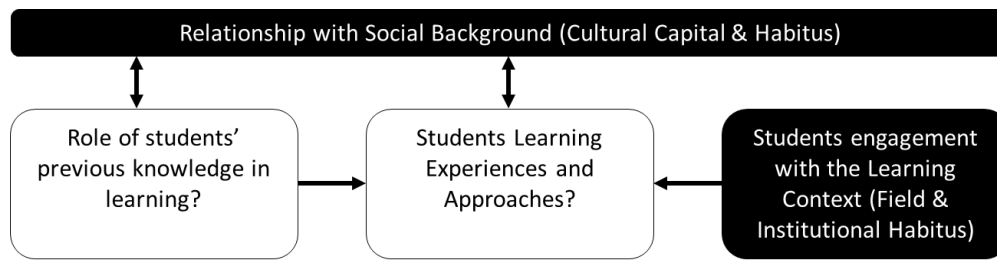 Relationship with Social Background (Cultural Capital & Habitus)
Role of students'
previous knowledge in
learning?
Students Learning
Experiences and
Approaches?
Students engagement
with the Learning
Context (Field &
Institutional Habitus)